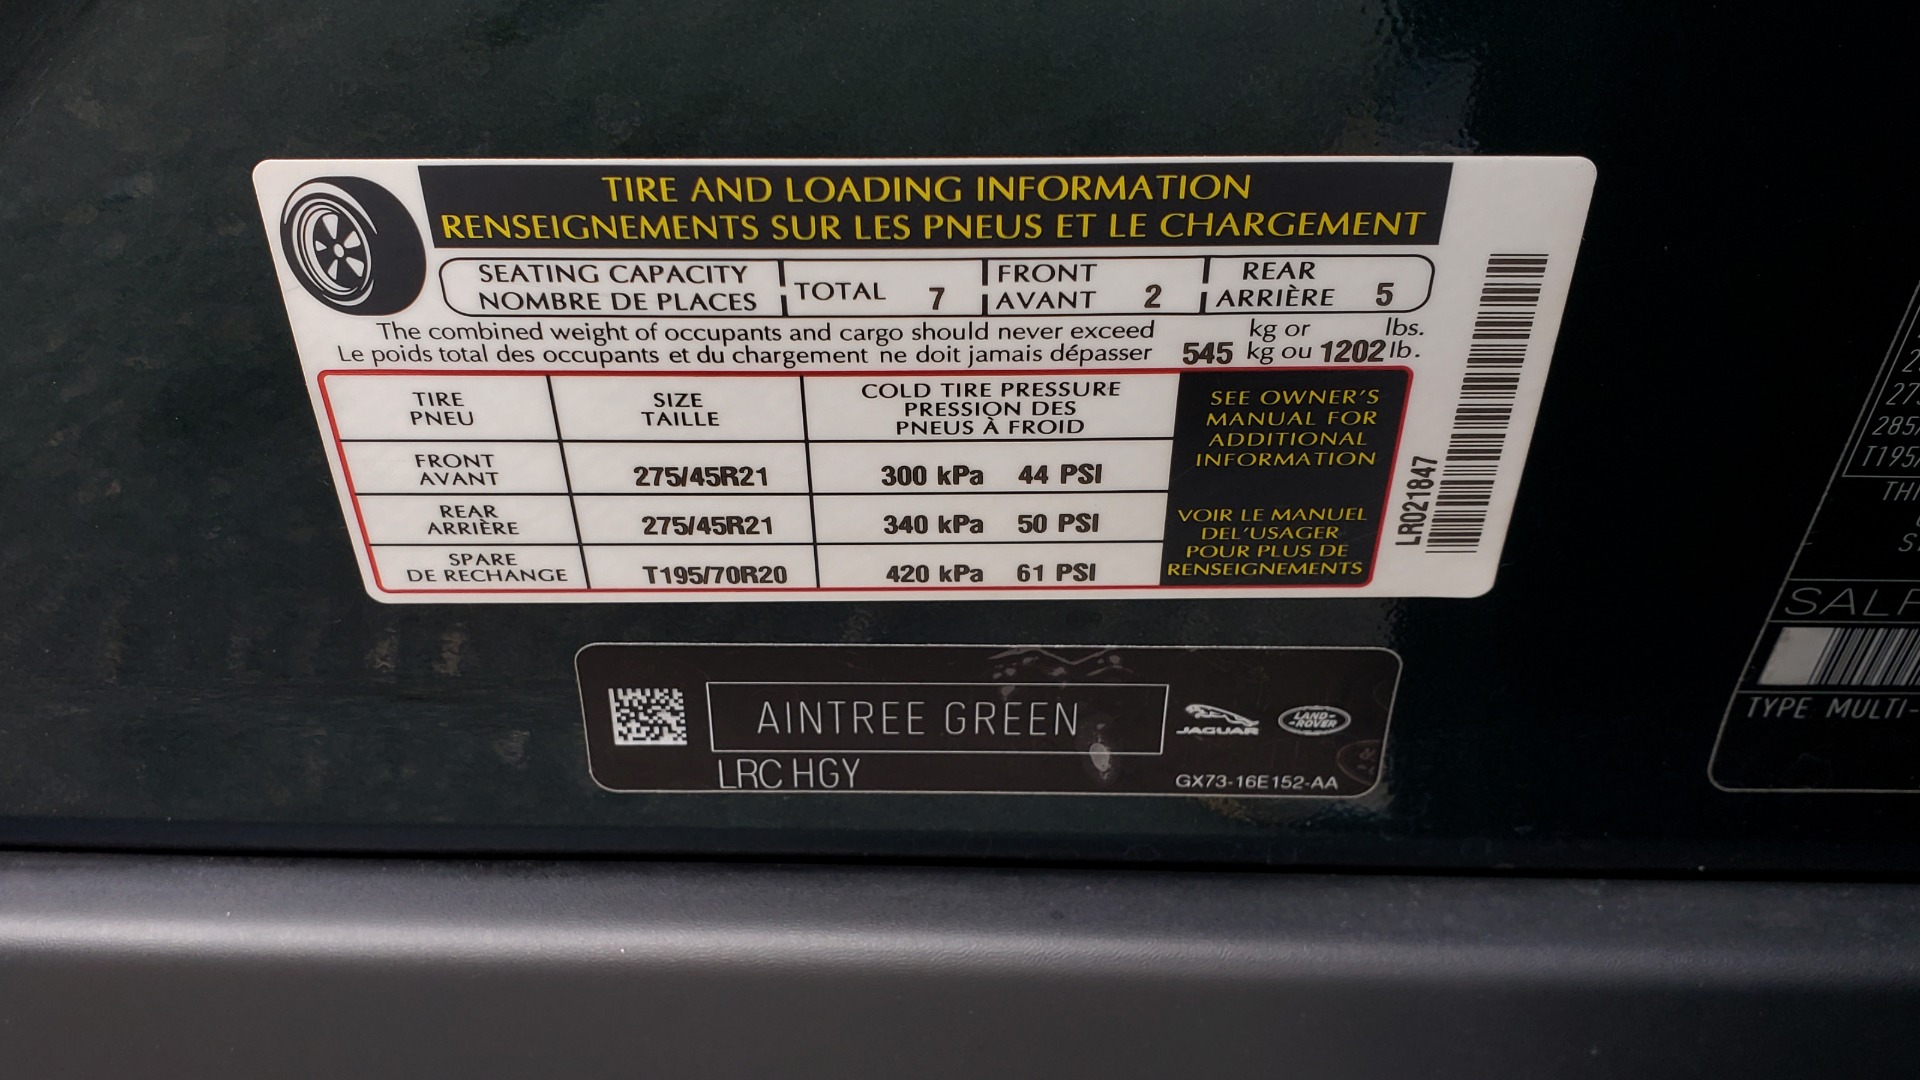 TIRE AND LOADING INFORMATION
RENSEIGNEMENTS SUR LES PNEUS ET LE CHARGEMENT
SEATING CAPACITY
NOMBRE DE PLACES
TOTAL 7
FRONT
AVANT 2
REAR
ARRIÈRE 5
The combined weight of occupants and cargo should never exceed kg or lbs.
Le poids total des occupants et du chargement ne doit jamais dépasser 545 kg ou 1202 lb.
TIRE
PNEU
SIZE
TAILLE
COLD TIRE PRESSURE
PRESSION DES
PNEUS À FROID
FRONT
AVANT
275/45R21
300 kPa 44 PSI
REAR
ARRIÈRE
275/45R21
340 kPa 50 PSI
SPARE
DE RECHANGE
T195/70R20
420 kPa 61 PSI
SEE OWNER'S
MANUAL FOR
ADDITIONAL
INFORMATION
VOIR LE MANUEL
DEL'USAGER
POUR PLUS DE
RENSEIGNEMENTS
LR021847
AINTREE GREEN
LRC HGY
JAGUAR
LAND-
-ROVER
GX73-16E152-AA
285/
T195/
TYPE MULTI-